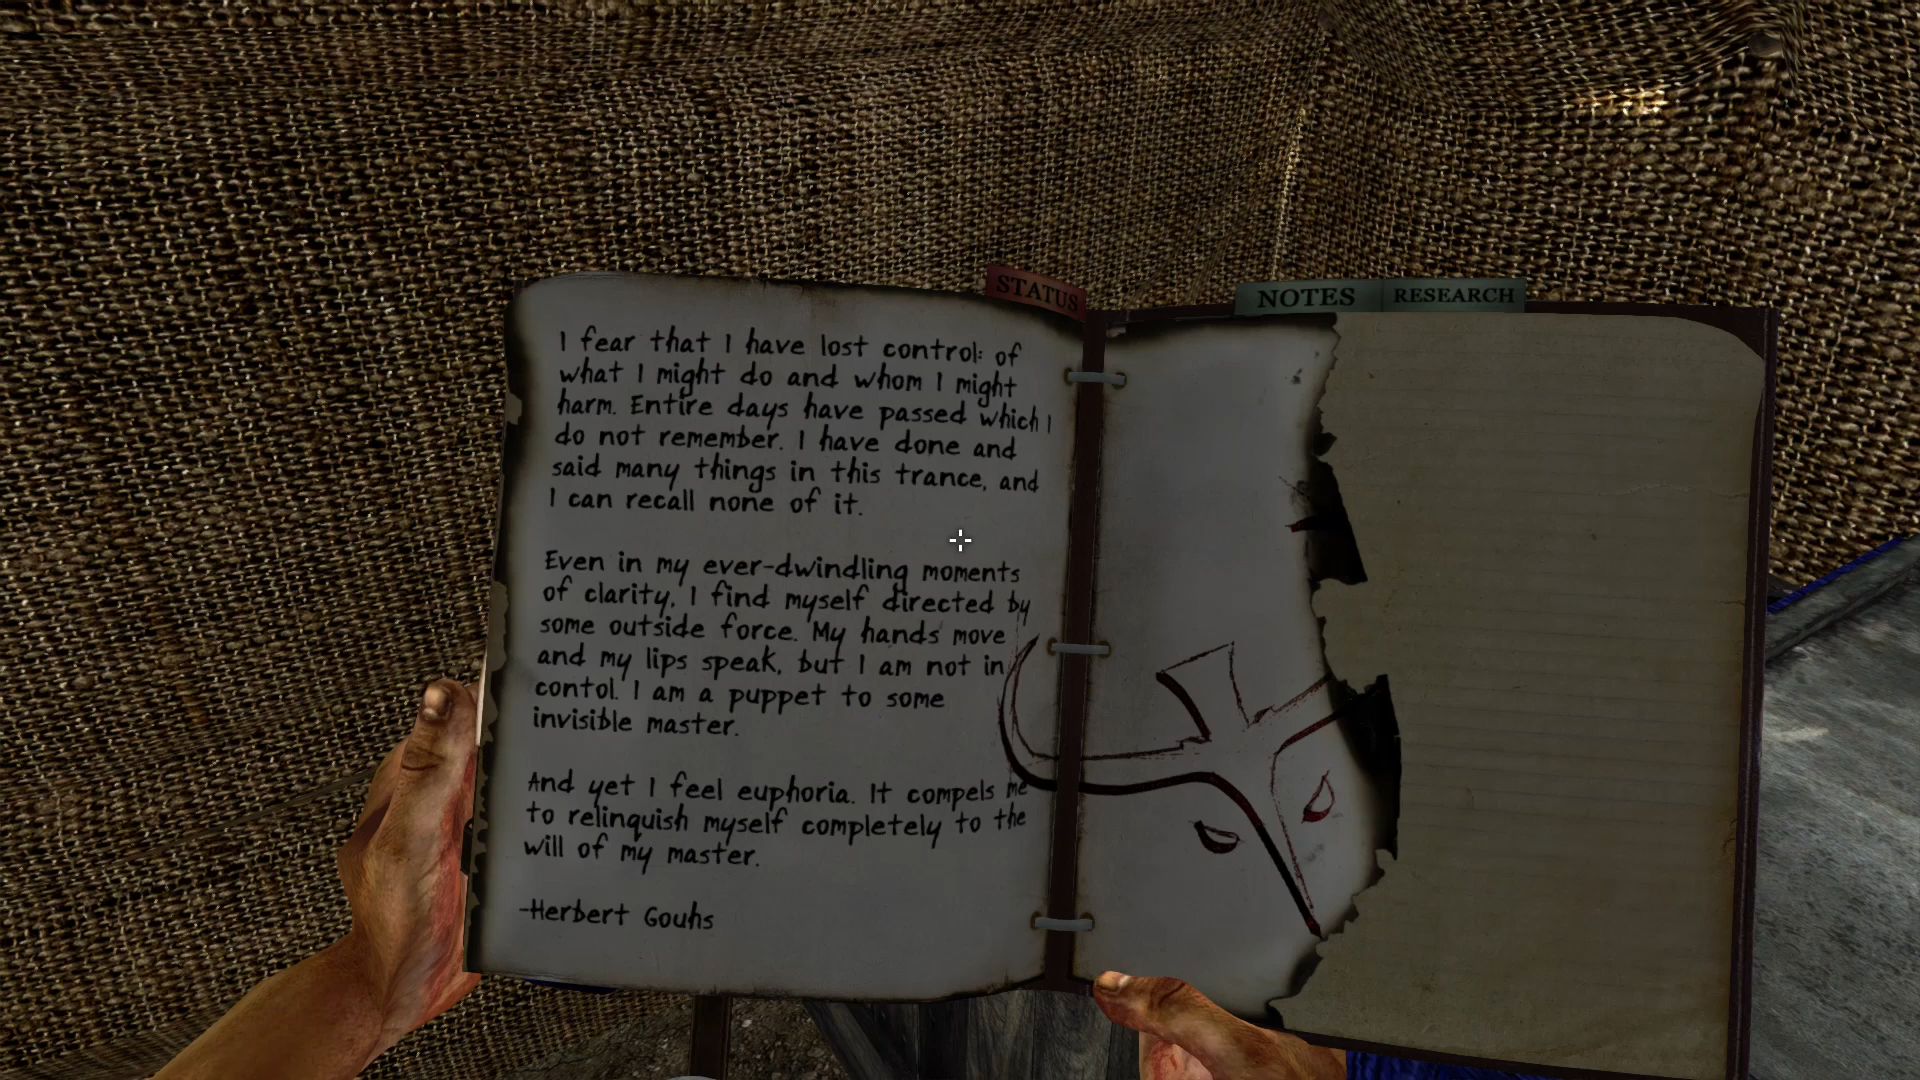 STATUS
NOTES
RESEARCH
I fear that I have lost control: of
what I might do and whom I might
harm. Entire days have passed which I
do not remember. I have done and
said many things in this trance, and
I can recall none of it.
Even in my ever-dwindling moments
of clarity, I find myself directed by
some outside force. My hands move
and my lips speak, but I am not in
contol. I am a puppet to some
invisible master.
And yet I feel euphoria. It compels me
to relinquish myself completely to the
will of my master.
-Herbert Gouhs